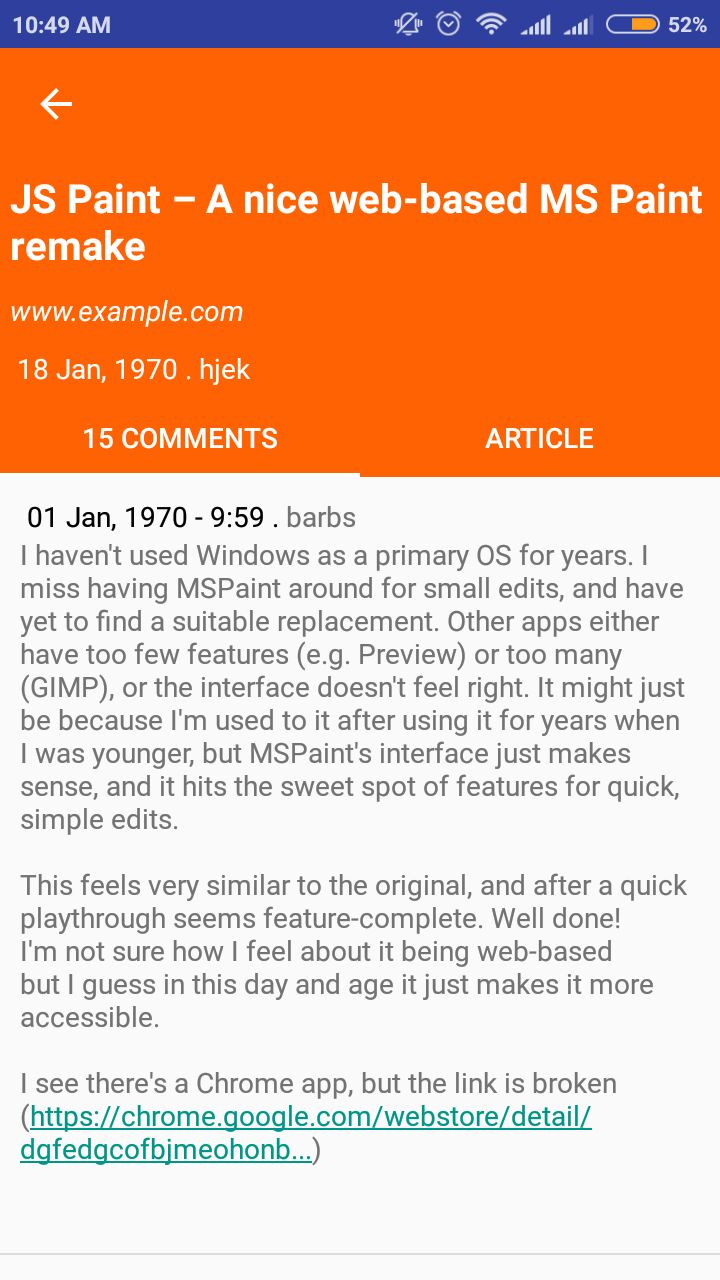 10:49 AM
52%
JS Paint – A nice web-based MS Paint
remake
www.example.com
18 Jan, 1970 . hjek
15 COMMENTS
ARTICLE
01 Jan, 1970 - 9:59 . barbs
I haven't used Windows as a primary OS for years. I
miss having MSPaint around for small edits, and have
yet to find a suitable replacement. Other apps either
have too few features (e.g. Preview) or too many
(GIMP), or the interface doesn't feel right. It might just
be because I'm used to it after using it for years when
I was younger, but MSPaint's interface just makes
sense, and it hits the sweet spot of features for quick,
simple edits.
This feels very similar to the original, and after a quick
playthrough seems feature-complete. Well done!
I'm not sure how I feel about it being web-based
but I guess in this day and age it just makes it more
accessible.
I see there's a Chrome app, but the link is broken
(https://chrome.google.com/webstore/detail/
dgfedgcofbjmeohonb...)